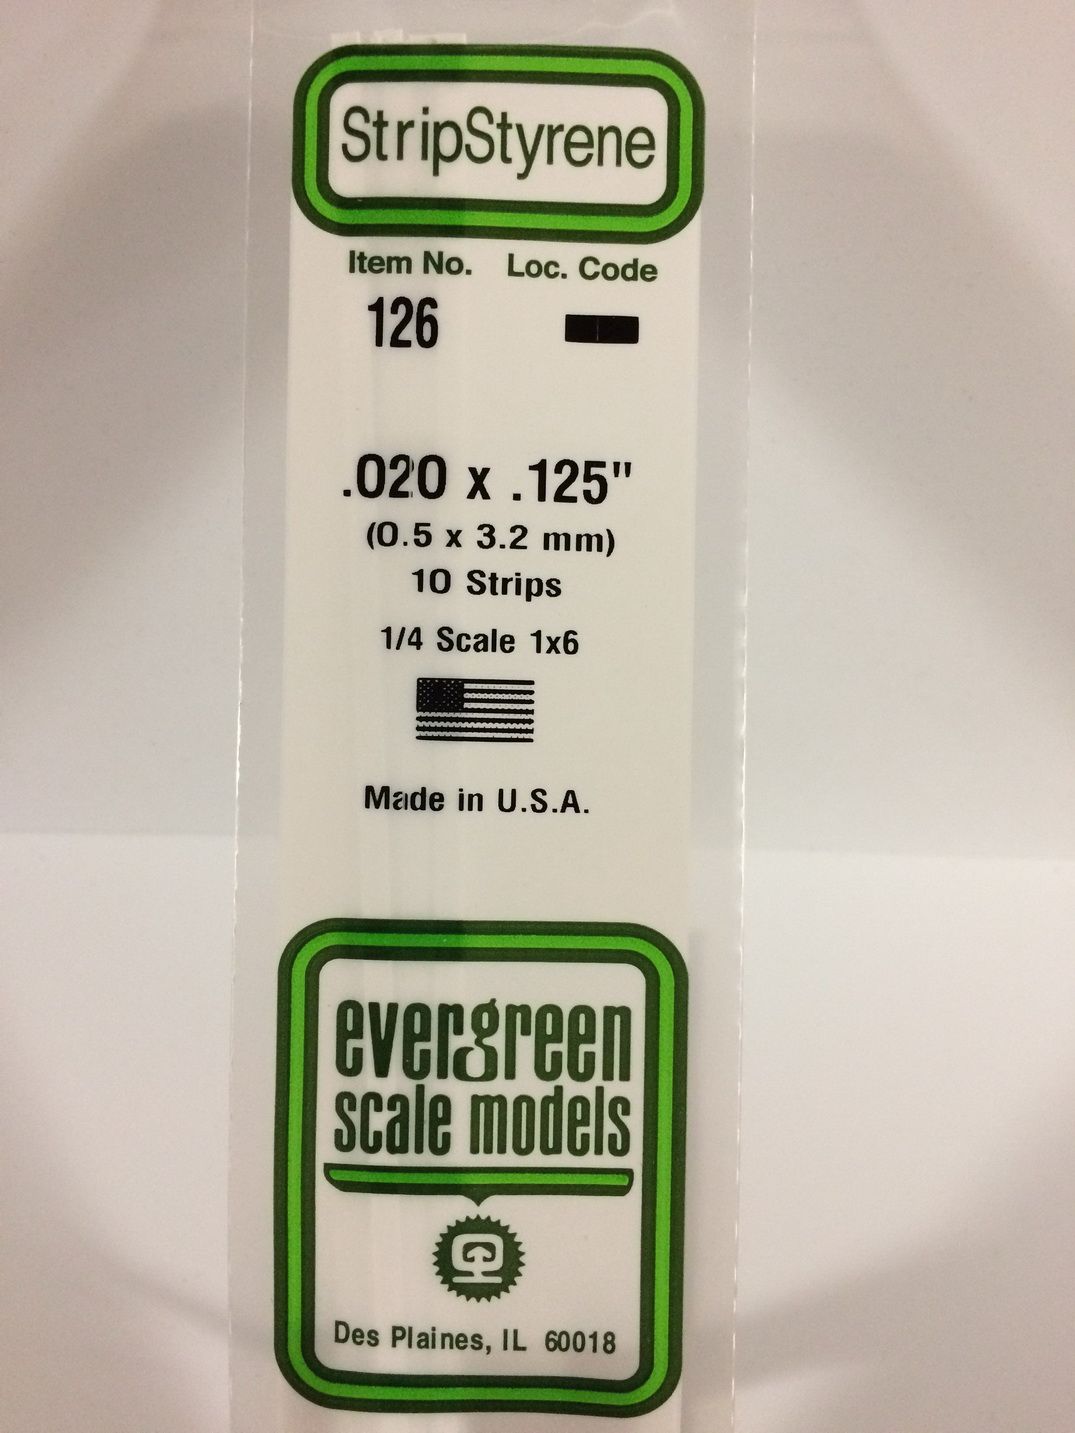 StripStyrene
Item No. Loc. Code
126
.020 x .125"
(0.5 x 3.2 mm)
10 Strips
1/4 Scale 1x6
Made in U.S.A.
evergreen
scale models
Des Plaines, IL 60018